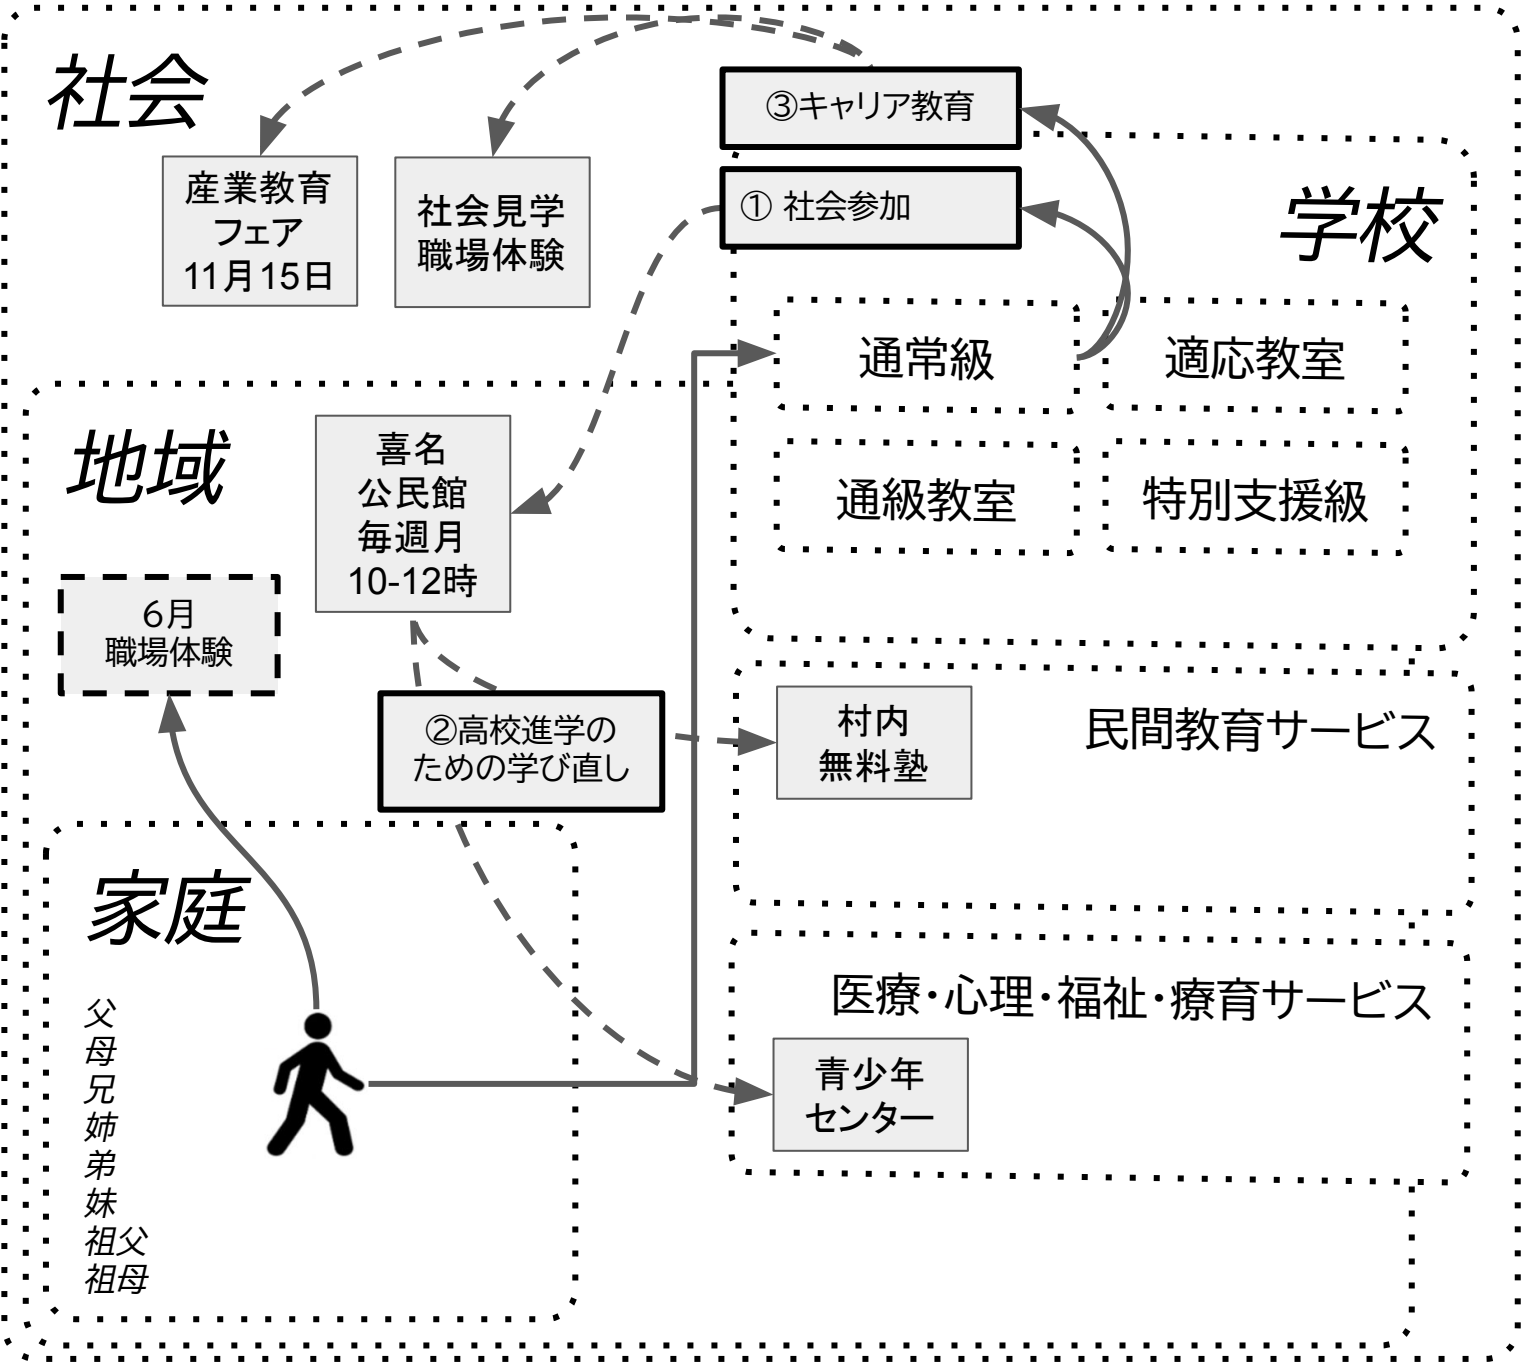 社会
③キャリア教育
① 社会参加
産業教育
フェア
11月15日
社会見学
職場体験
学校
通常級
適応教室
通級教室
特別支援級
地域
喜名
公民館
毎週月
10-12時
6月
職場体験
②高校進学の
ための学び直し
村内
無料塾
民間教育サービス
家庭
父
母
兄
姉
弟
妹
祖父
祖母
医療・心理・福祉・療育サービス
青少年
センター